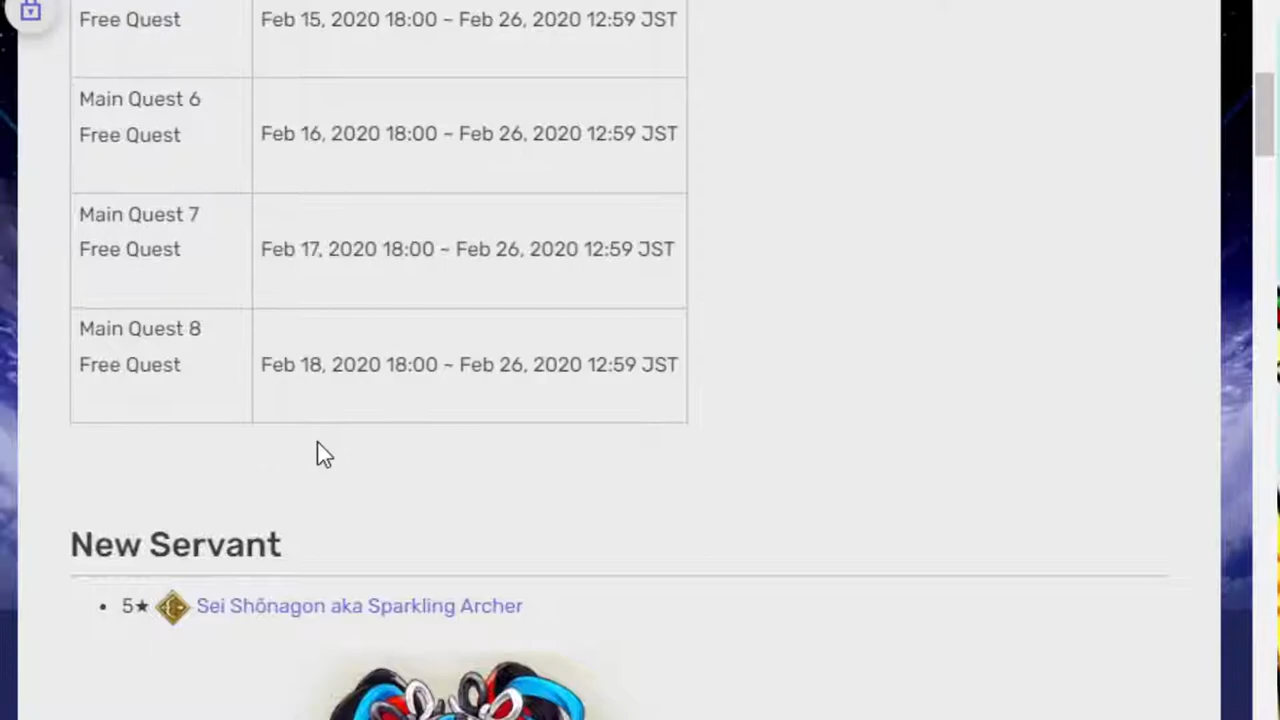 Free Quest
Feb 15, 2020 18:00 ~ Feb 26, 2020 12:59 JST
Main Quest 6
Free Quest
Feb 16, 2020 18:00 ~ Feb 26, 2020 12:59 JST
Main Quest 7
Free Quest
Feb 17, 2020 18:00 ~ Feb 26, 2020 12:59 JST
Main Quest 8
Free Quest
Feb 18, 2020 18:00 ~ Feb 26, 2020 12:59 JST
New Servant
• 5★ Sei Shōnagon aka Sparkling Archer